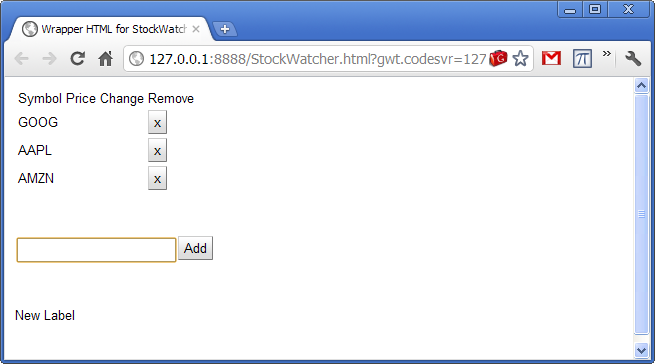 Wrapper HTML for StockWatch
127.0.0.1:8888/StockWatcher.html?gwt.codesvr=127
Symbol Price Change Remove
GOOG x
AAPL x
AMZN x
Add
New Label